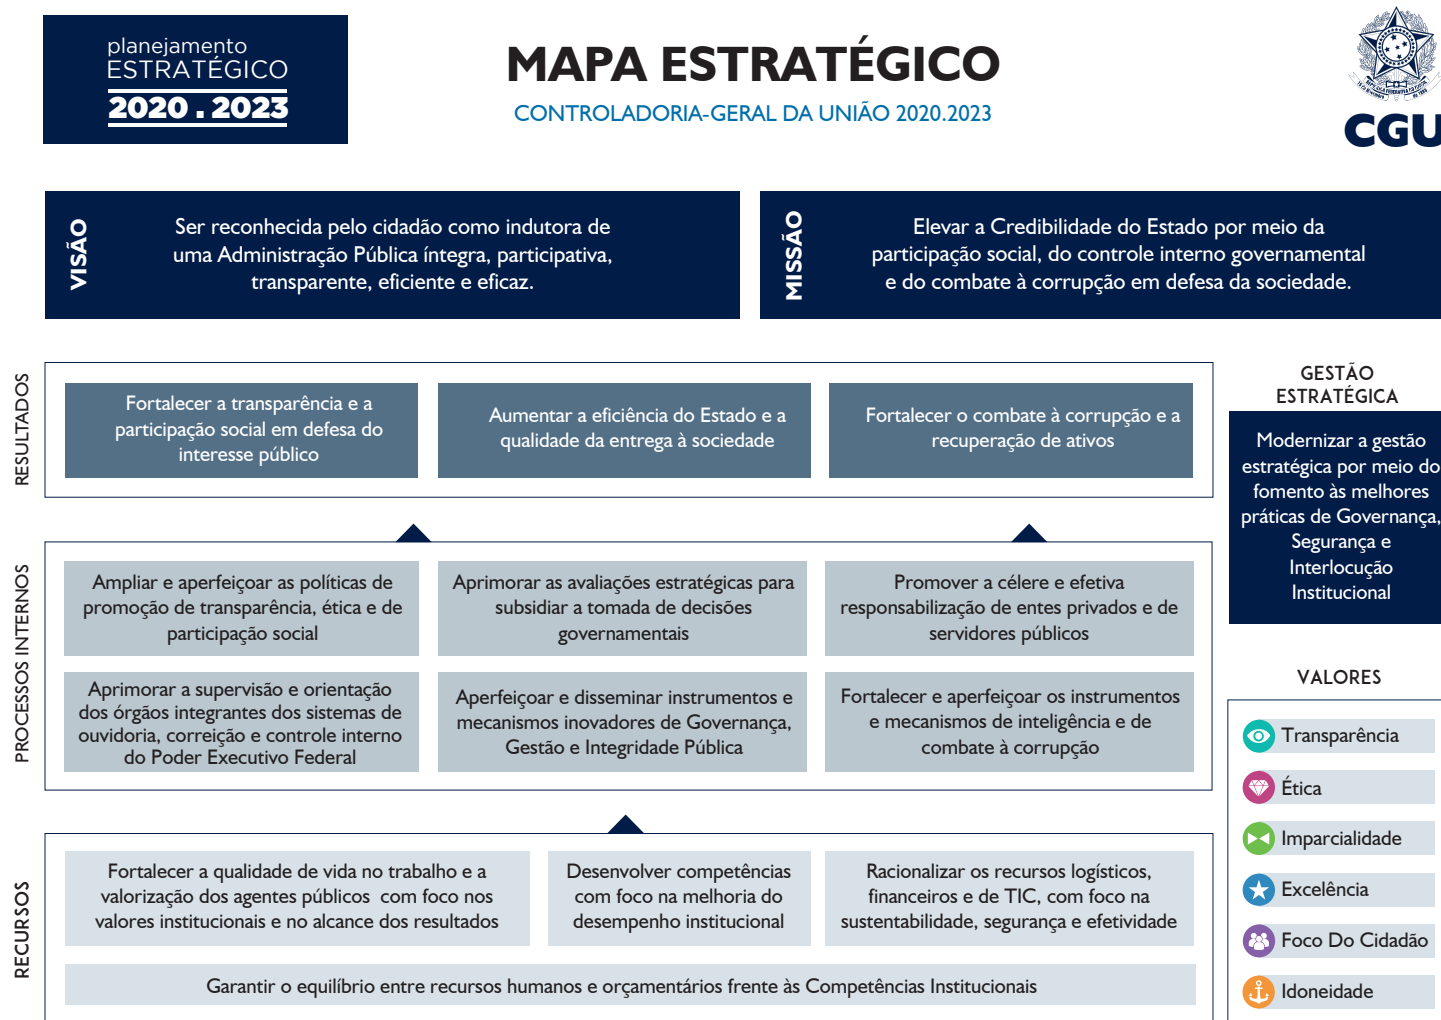 planejamento
ESTRATÉGICO
2020 . 2023
MAPA ESTRATÉGICO
CONTROLADORIA-GERAL DA UNIÃO 2020.2023
CGU
VISÃO
Ser reconhecida pelo cidadão como indutora de
uma Administração Pública íntegra, participativa,
transparente, eficiente e eficaz.
MISSÃO
Elevar a Credibilidade do Estado por meio da
participação social, do controle interno governamental
e do combate à corrupção em defesa da sociedade.
RESULTADOS
Fortalecer a transparência e a
participação social em defesa do
interesse público
Aumentar a eficiência do Estado e a
qualidade da entrega à sociedade
Fortalecer o combate à corrupção e a
recuperação de ativos
GESTÃO
ESTRATÉGICA
Modernizar a gestão
estratégica por meio do
fomento às melhores
práticas de Governança,
Segurança e
Interlocução
Institucional
PROCESSOS INTERNOS
Ampliar e aperfeiçoar as políticas de
promoção de transparência, ética e de
participação social
Aprimorar as avaliações estratégicas para
subsidiar a tomada de decisões
governamentais
Promover a célere e efetiva
responsabilização de entes privados e de
servidores públicos
Aprimorar a supervisão e orientação
dos órgãos integrantes dos sistemas de
ouvidoria, correição e controle interno
do Poder Executivo Federal
Aperfeiçoar e disseminar instrumentos e
mecanismos inovadores de Governança,
Gestão e Integridade Pública
Fortalecer e aperfeiçoar os instrumentos
e mecanismos de inteligência e de
combate à corrupção
VALORES
Transparência
Ética
Imparcialidade
Excelência
Foco Do Cidadão
Idoneidade
RECURSOS
Fortalecer a qualidade de vida no trabalho e a
valorização dos agentes públicos com foco nos
valores institucionais e no alcance dos resultados
Desenvolver competências
com foco na melhoria do
desempenho institucional
Racionalizar os recursos logísticos,
financeiros e de TIC, com foco na
sustentabilidade, segurança e efetividade
Garantir o equilíbrio entre recursos humanos e orçamentários frente às Competências Institucionais